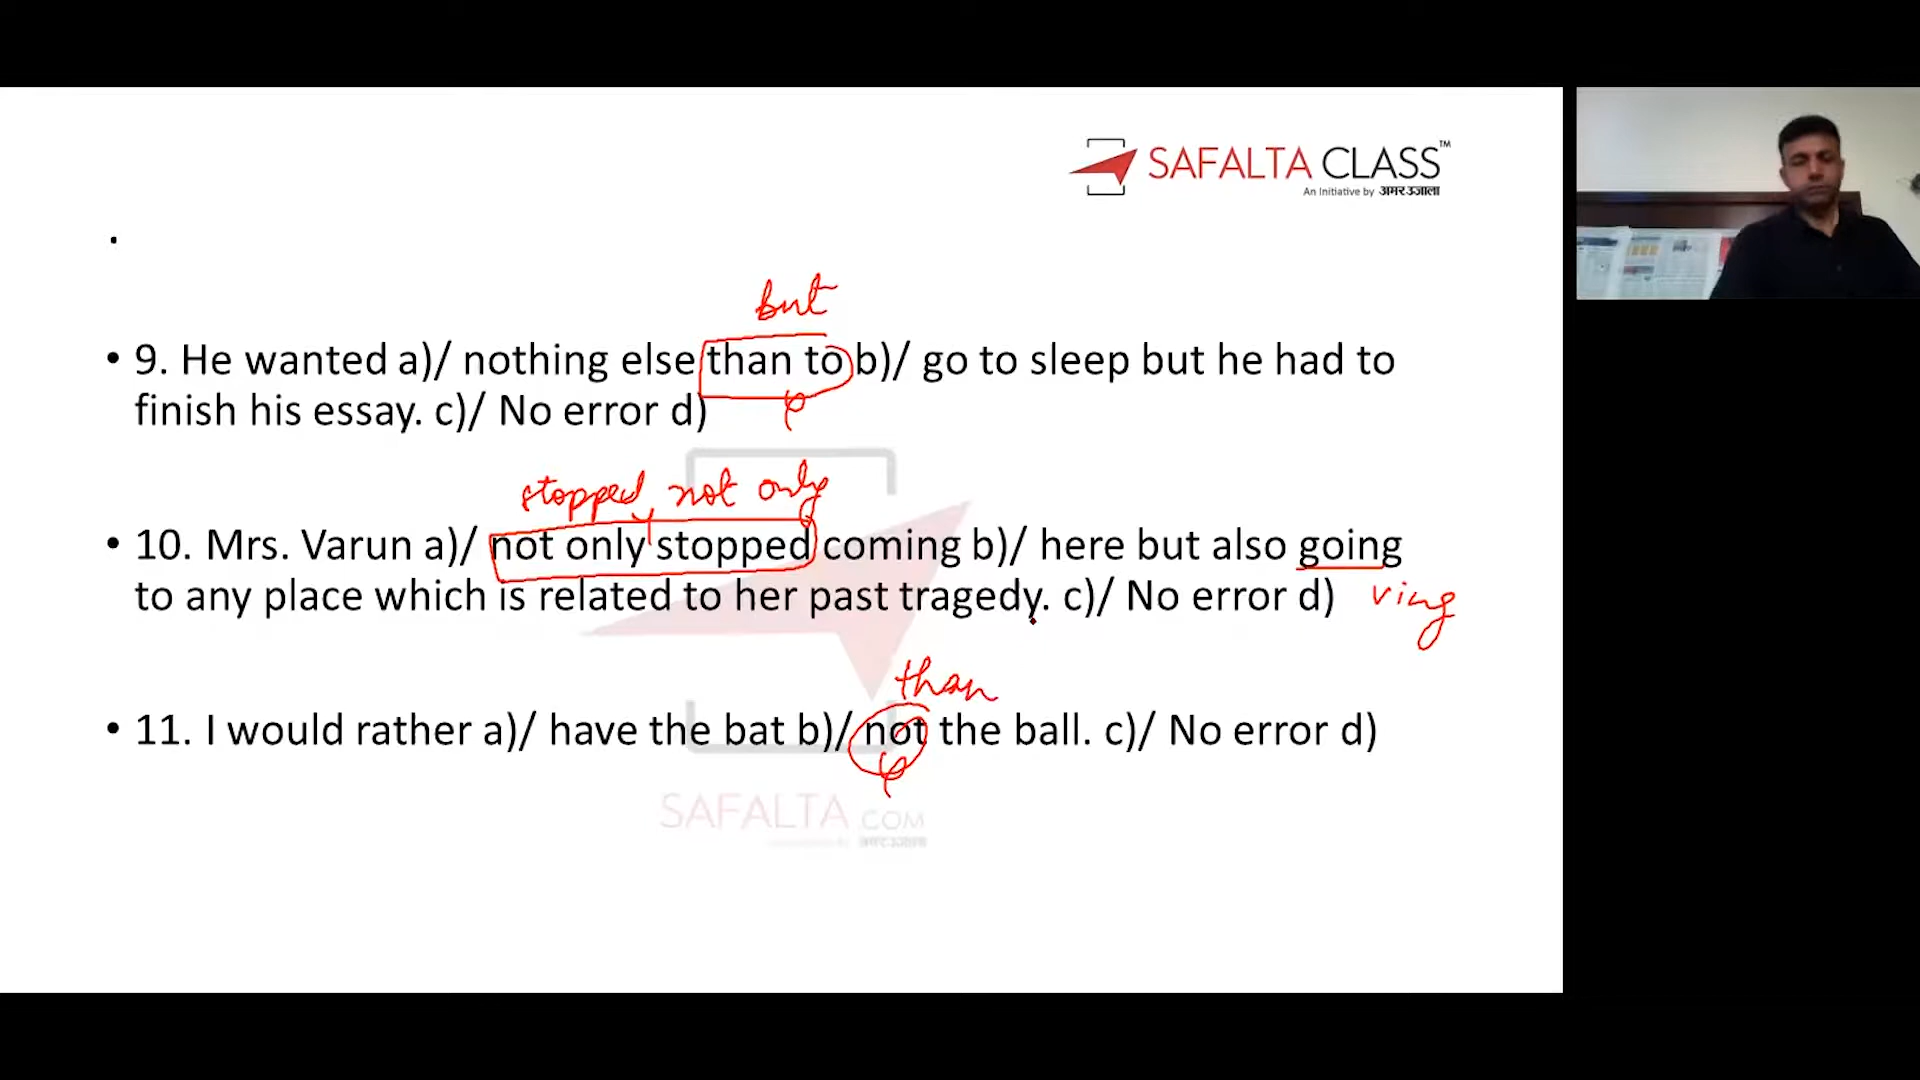 SAFALTA CLASS™
An Initiative by अमर उजाला
but
• 9. He wanted a)/ nothing else than to b)/ go to sleep but he had to
finish his essay. c)/ No error d)
stopped not only
• 10. Mrs. Varun a)/ not only stopped coming b)/ here but also going
to any place which is related to her past tragedy. c)/ No error d) ving
than
• 11. I would rather a)/ have the bat b)/ not the ball. c)/ No error d)
SAFALTA.COM